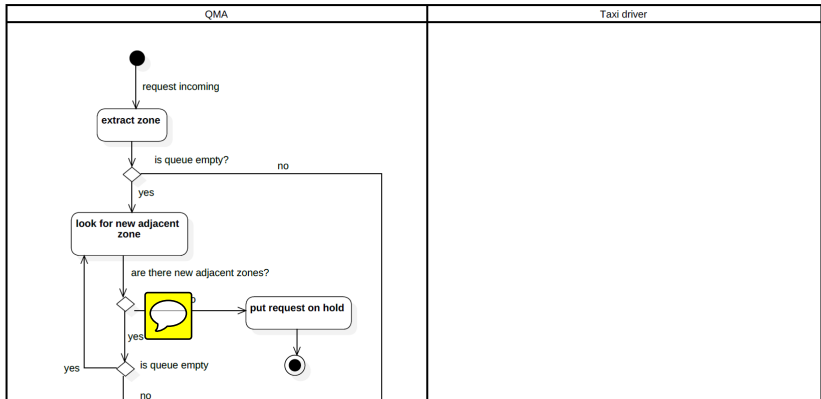 QMA
Taxi driver
request incoming
extract zone
is queue empty?
no
yes
look for new adjacent
zone
are there new adjacent zones?
put request on hold
yes
is queue empty
yes
no